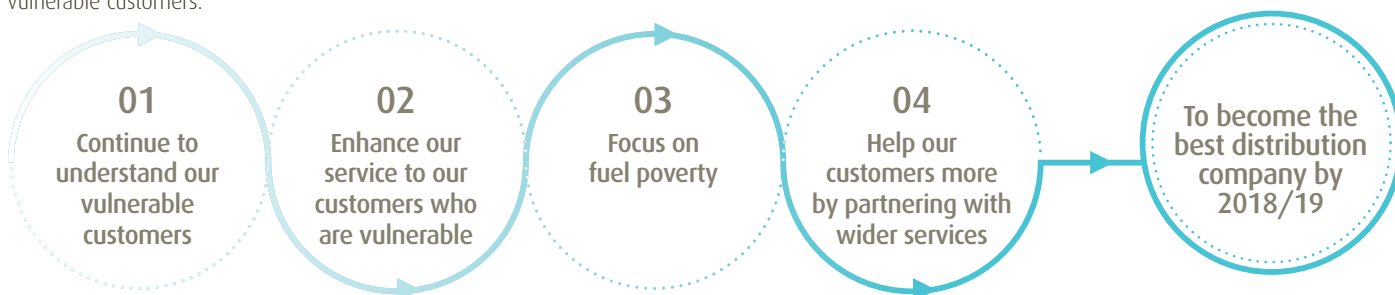 vulnerable customers.
01
Continue to
understand our
vulnerable
customers
02
Enhance our
service to our
customers who
are vulnerable
03
Focus on
fuel poverty
04
Help our
customers more
by partnering with
wider services
To become the
best distribution
company by
2018/19